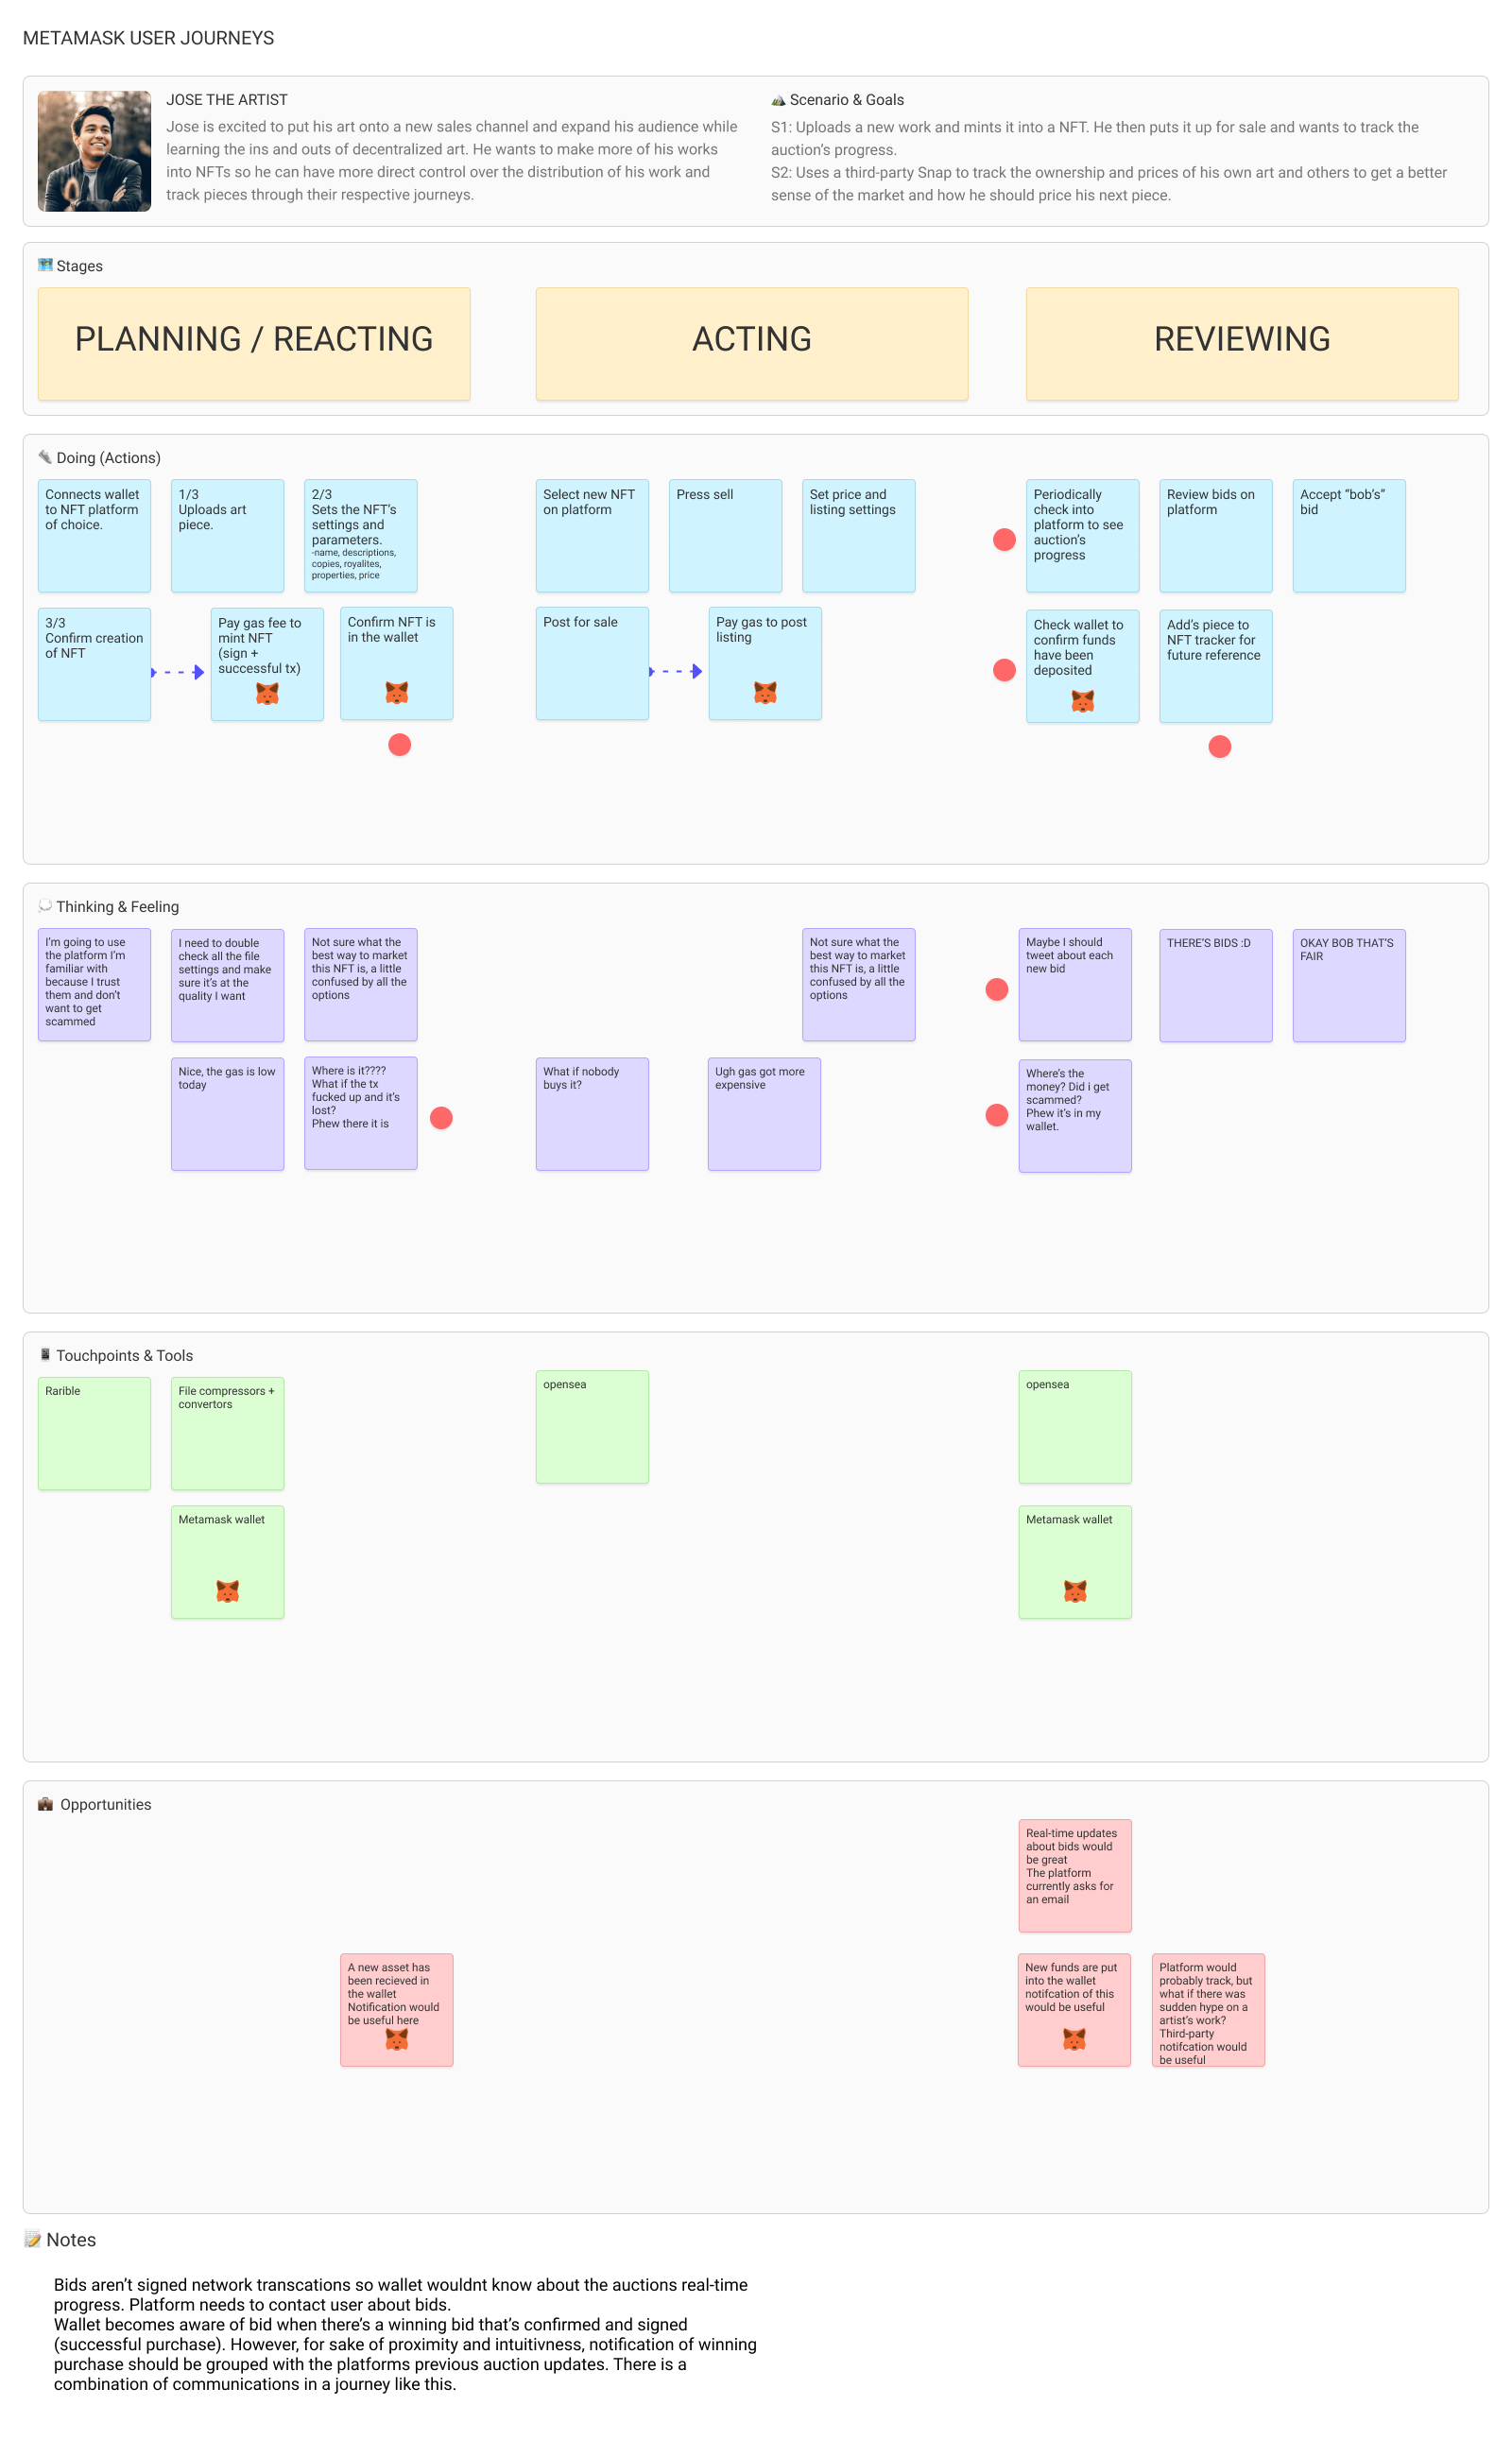 METAMASK USER JOURNEYS
JOSE THE ARTIST
Jose is excited to put his art onto a new sales channel and expand his audience while
learning the ins and outs of decentralized art. He wants to make more of his works
into NFTs so he can have more direct control over the distribution of his work and
track pieces through their respective journeys.
Scenario & Goals
S1: Uploads a new work and mints it into a NFT. He then puts it up for sale and wants to track the
auction's progress.
S2: Uses a third-party Snap to track the ownership and prices of his own art and others to get a better
sense of the market and how he should price his next piece.
Stages
PLANNING / REACTING
ACTING
REVIEWING
Doing (Actions)
Connects wallet
to NFT platform
of choice.
1/3
Uploads art
piece.
2/3
Sets the NFT's
settings and
parameters.
-name, descriptions,
copies, royalites,
properties, price
Select new NFT
on platform
Press sell
Set price and
listing settings
Periodically
check into
platform to see
auction's
progress
Review bids on
platform
Accept "bob's"
bid
3/3
Confirm creation
of NFT
Pay gas fee to
mint NFT
(sign +
successful tx)
Confirm NFT is
in the wallet
Post for sale
Pay gas to post
listing
Check wallet to
confirm funds
have been
deposited
Add's piece to
NFT tracker for
future reference
Thinking & Feeling
I'm going to use
the platform I'm
familiar with
because I trust
them and don't
want to get
scammed
I need to double
check all the file
settings and make
sure it's at the
quality I want
Not sure what the
best way to market
this NFT is, a little
confused by all the
options
Not sure what the
best way to market
this NFT is, a little
confused by all the
options
Maybe I should
tweet about each
new bid
THERE'S BIDS :D
OKAY BOB THAT'S
FAIR
Nice, the gas is low
today
Where is it????
What if the tx
fucked up and it's
lost?
Phew there it is
What if nobody
buys it?
Ugh gas got more
expensive
Where's the
money? Did i get
scammed?
Phew it's in my
wallet.
Touchpoints & Tools
Rarible
File compressors +
convertors
opensea
opensea
Metamask wallet
Metamask wallet
Opportunities
Real-time updates
about bids would
be great
The platform
currently asks for
an email
A new asset has
been recieved in
the wallet
Notification would
be useful here
New funds are put
into the wallet
notifcation of this
would be useful
Platform would
probably track, but
what if there was
sudden hype on a
artist's work?
Third-party
notifcation would
be useful
Notes
Bids aren't signed network transcations so wallet wouldnt know about the auctions real-time
progress. Platform needs to contact user about bids.
Wallet becomes aware of bid when there's a winning bid that's confirmed and signed
(successful purchase). However, for sake of proximity and intuitivness, notification of winning
purchase should be grouped with the platforms previous auction updates. There is a
combination of communications in a journey like this.